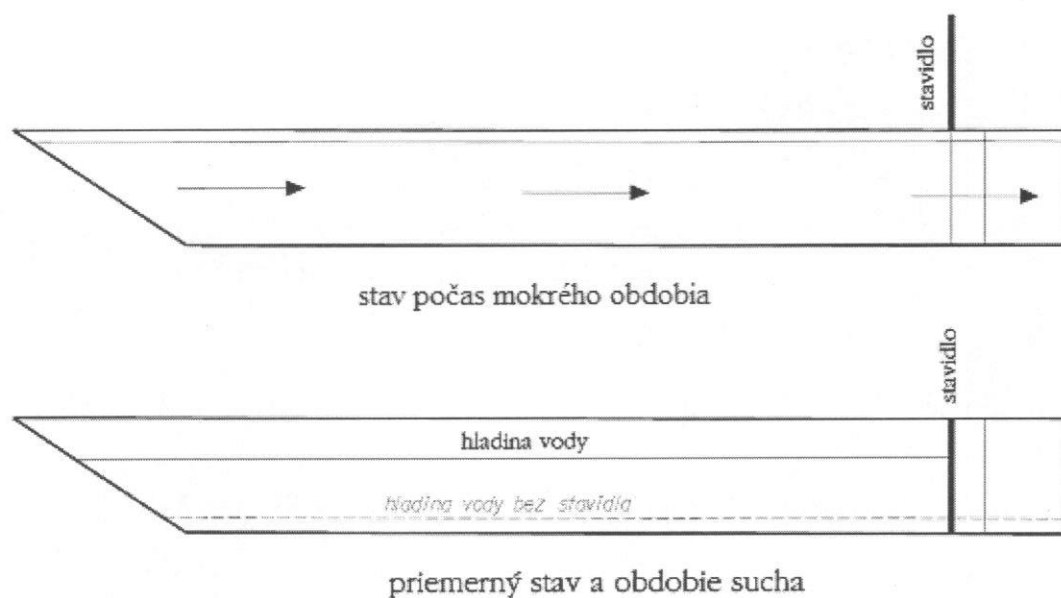 stavidlo
stav počas mokrého obdobia
stavidlo
hladina vody
hladina vody bez stavidla
priemerný stav a obdobie sucha